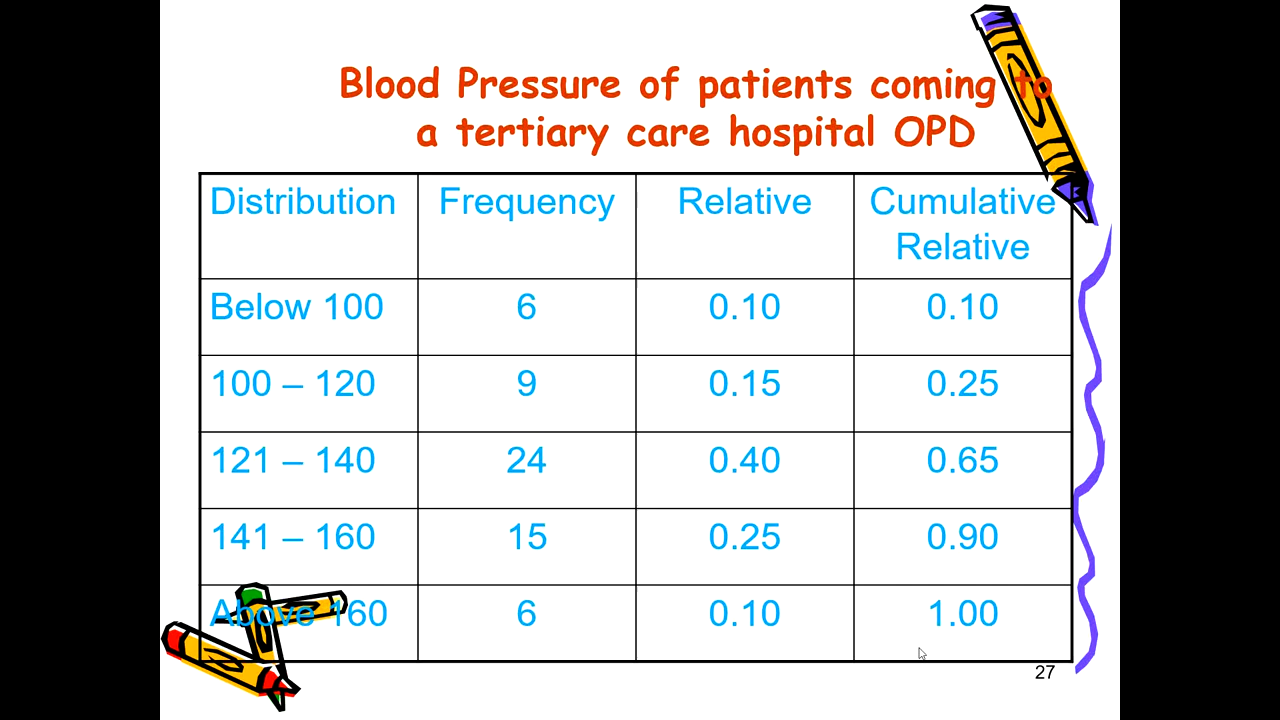 Blood Pressure of patients coming to
a tertiary care hospital OPD
Distribution Frequency Relative Cumulative
Relative
Below 100 6 0.10 0.10
100 – 120 9 0.15 0.25
121 – 140 24 0.40 0.65
141 – 160 15 0.25 0.90
Above 160 6 0.10 1.00
27